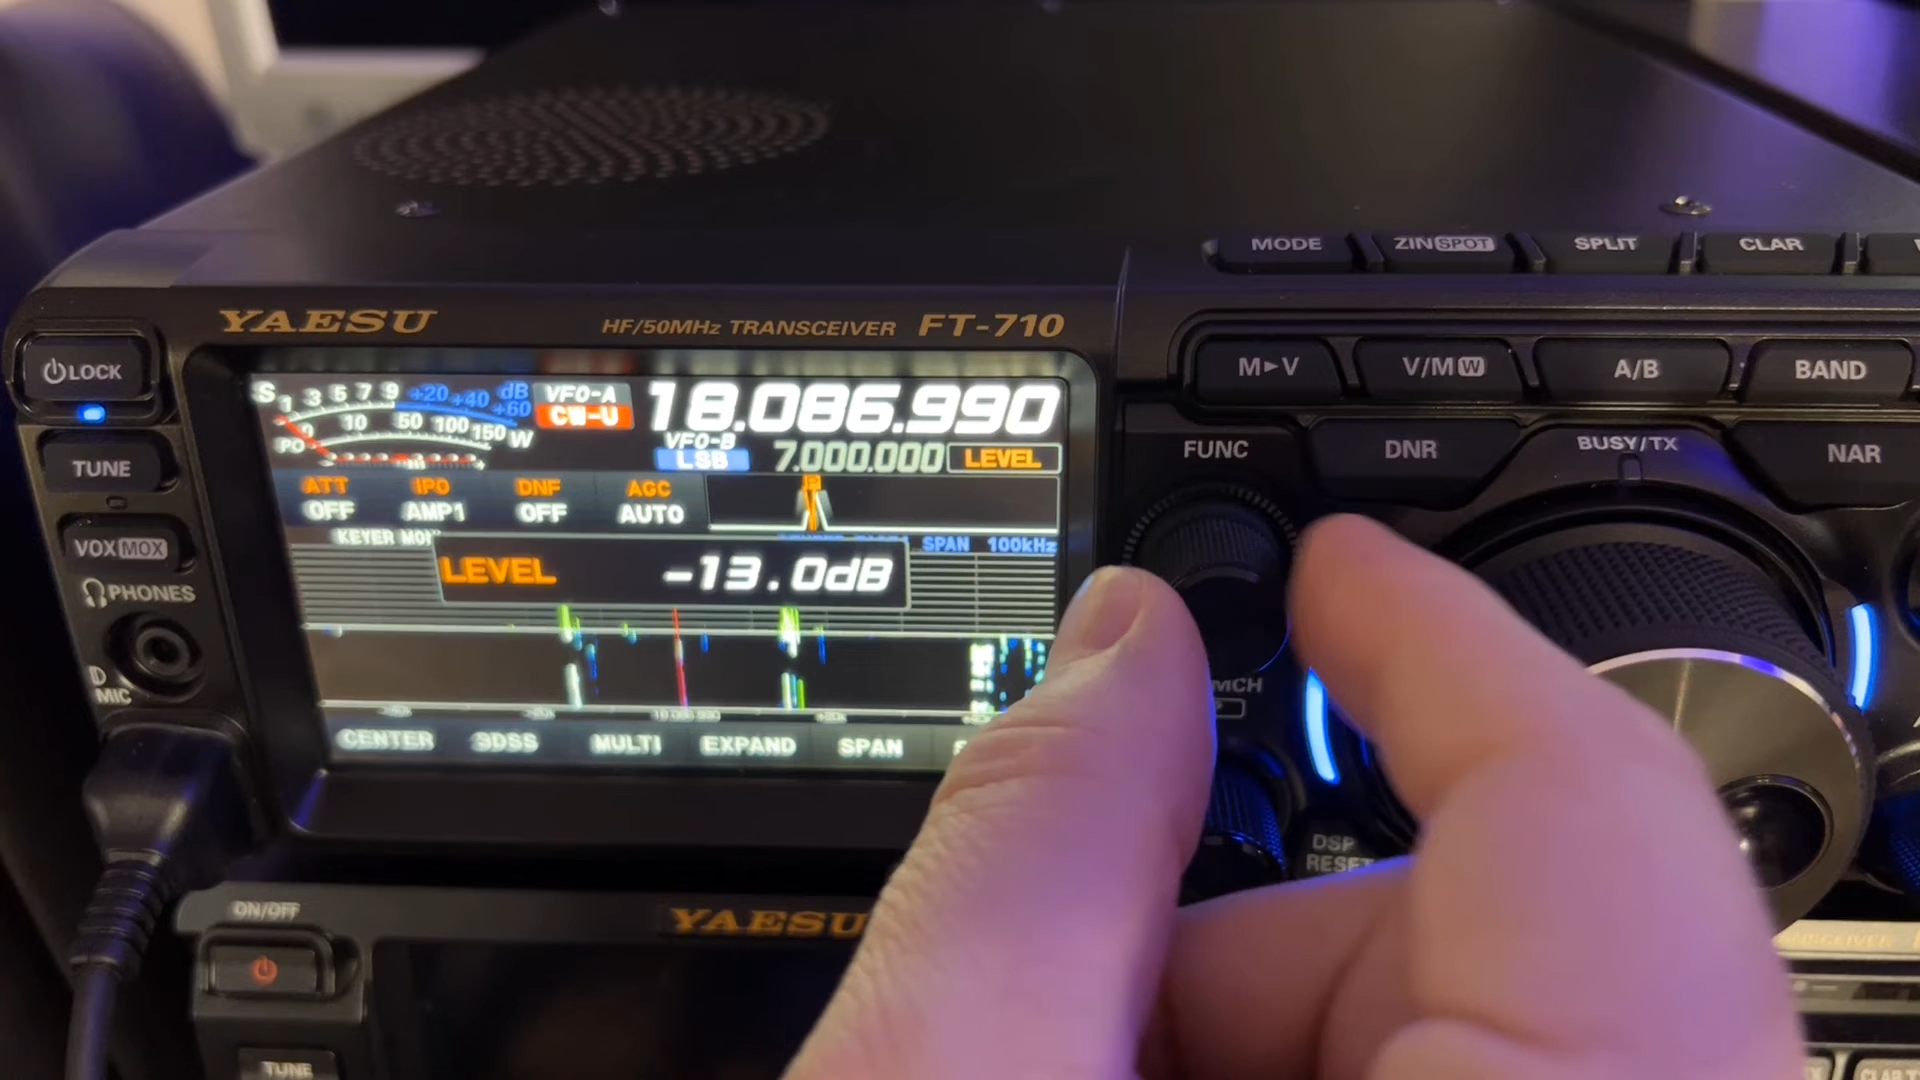 MODE
ZIN SPOT
SPLIT
CLAR
YAESU
HF/50MHz TRANSCEIVER FT-710
M►V
V/M W
A/B
BAND
LOCK
S 1 3 5 7 9 +20 +40 +60 dB
PO 0 10 50 100 150 W
VFO-A
CW-U
18.086.990
VFO-B
LSB
7.000.000
LEVEL
FUNC
DNR
BUSY/TX
NAR
TUNE
ATT
OFF
IPO
AMP1
DNF
OFF
AGC
AUTO
SPAN 100kHz
KEYER
LEVEL -13.0dB
VOX MOX
PHONES
MIC
MCH
CENTER
3DSS
MULTI
EXPAND
SPAN
DSP
RESET
ON/OFF
YAESU
TUNE